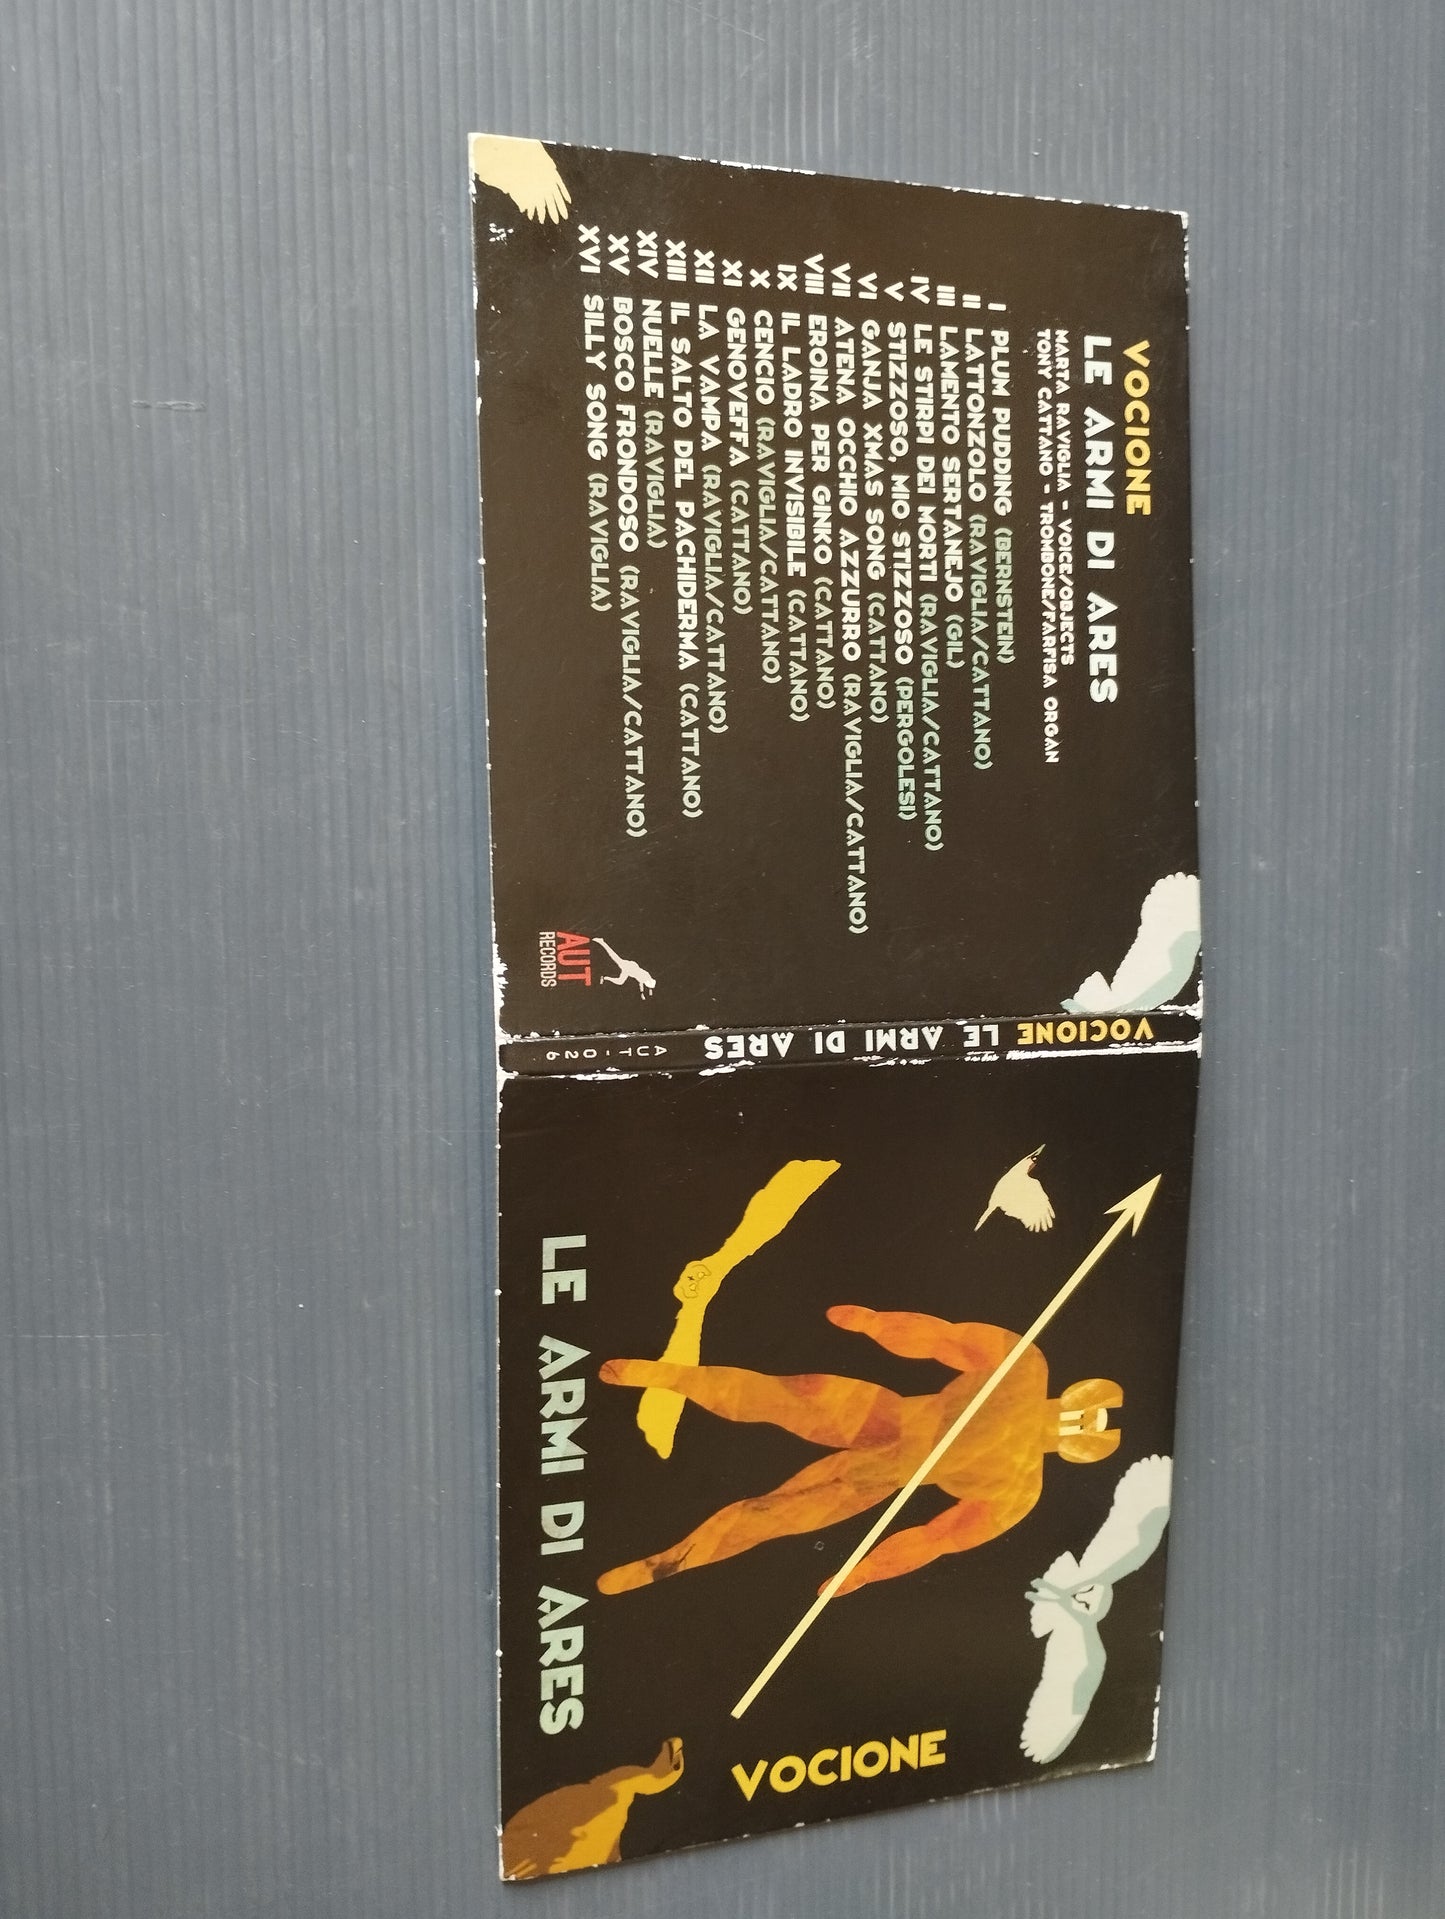 VOCIONE
LE ARMI DI ARES
MARTA RAVIGLIA - VOICE/OBJECTS
TONY CATTANO - TROMBONE/FARFISA ORGAN
I PLUM PUDDING (BERNSTEIN)
II LATTONZOLO (RAVIGLIA/CATTANO)
III LAMENTO SERTANEJO (GIL)
IV LE STIRPI DEI MORTI (RAVIGLIA/CATTANO)
V STIZZOSO, MIO STIZZOSO (PERGOLESI)
VI GANJA XMAS SONG (CATTANO)
VII ATENA OCCHIO AZZURRO (RAVIGLIA/CATTANO)
VIII EROINA PER GINKO (CATTANO)
IX IL LADRO INVISIBILE (CATTANO)
X CENCIO (RAVIGLIA/CATTANO)
XI GENOVEFFA (CATTANO)
XII LA VAMPA (RAVIGLIA/CATTANO)
XIII IL SALTO DEL PACHIDERMA (CATTANO)
XIV NUELLE (RAVIGLIA)
XV BOSCO FRONDOSO (RAVIGLIA/CATTANO)
XVI SILLY SONG (RAVIGLIA)
AUT
RECORDS
VOCIONE LE ARMI DI ARES AUT-026
VOCIONE
LE ARMI DI ARES